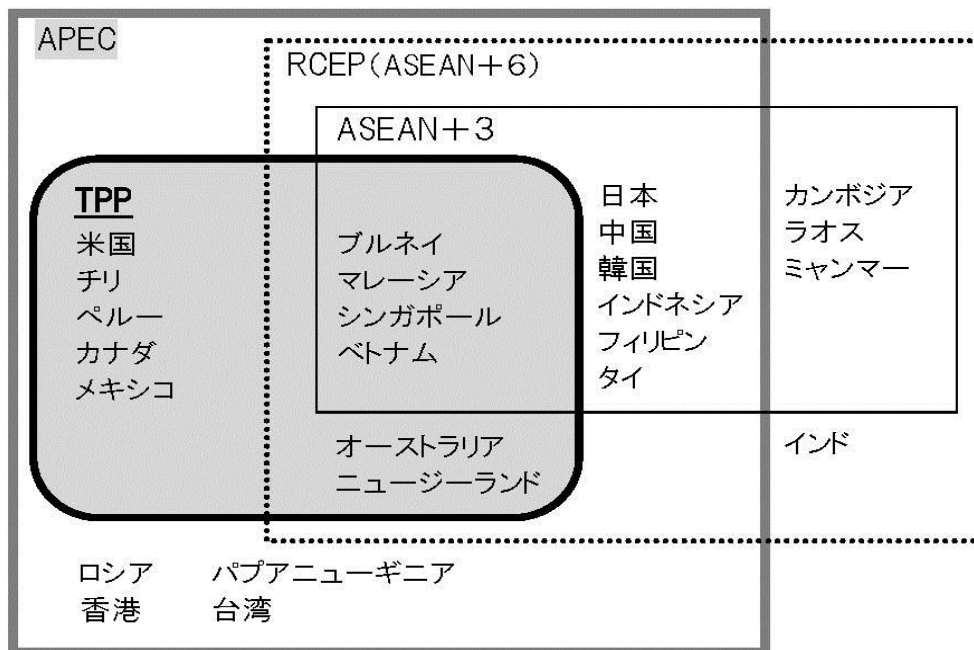 APEC
RCEP(ASEAN+6)
ASEAN+3
TPP
米国
チリ
ペルー
カナダ
メキシコ
ブルネイ
マレーシア
シンガポール
ベトナム
オーストラリア
ニュージーランド
日本
中国
韓国
インドネシア
フィリピン
タイ
カンボジア
ラオス
ミャンマー
インド
ロシア パプアニューギニア
香港 台湾